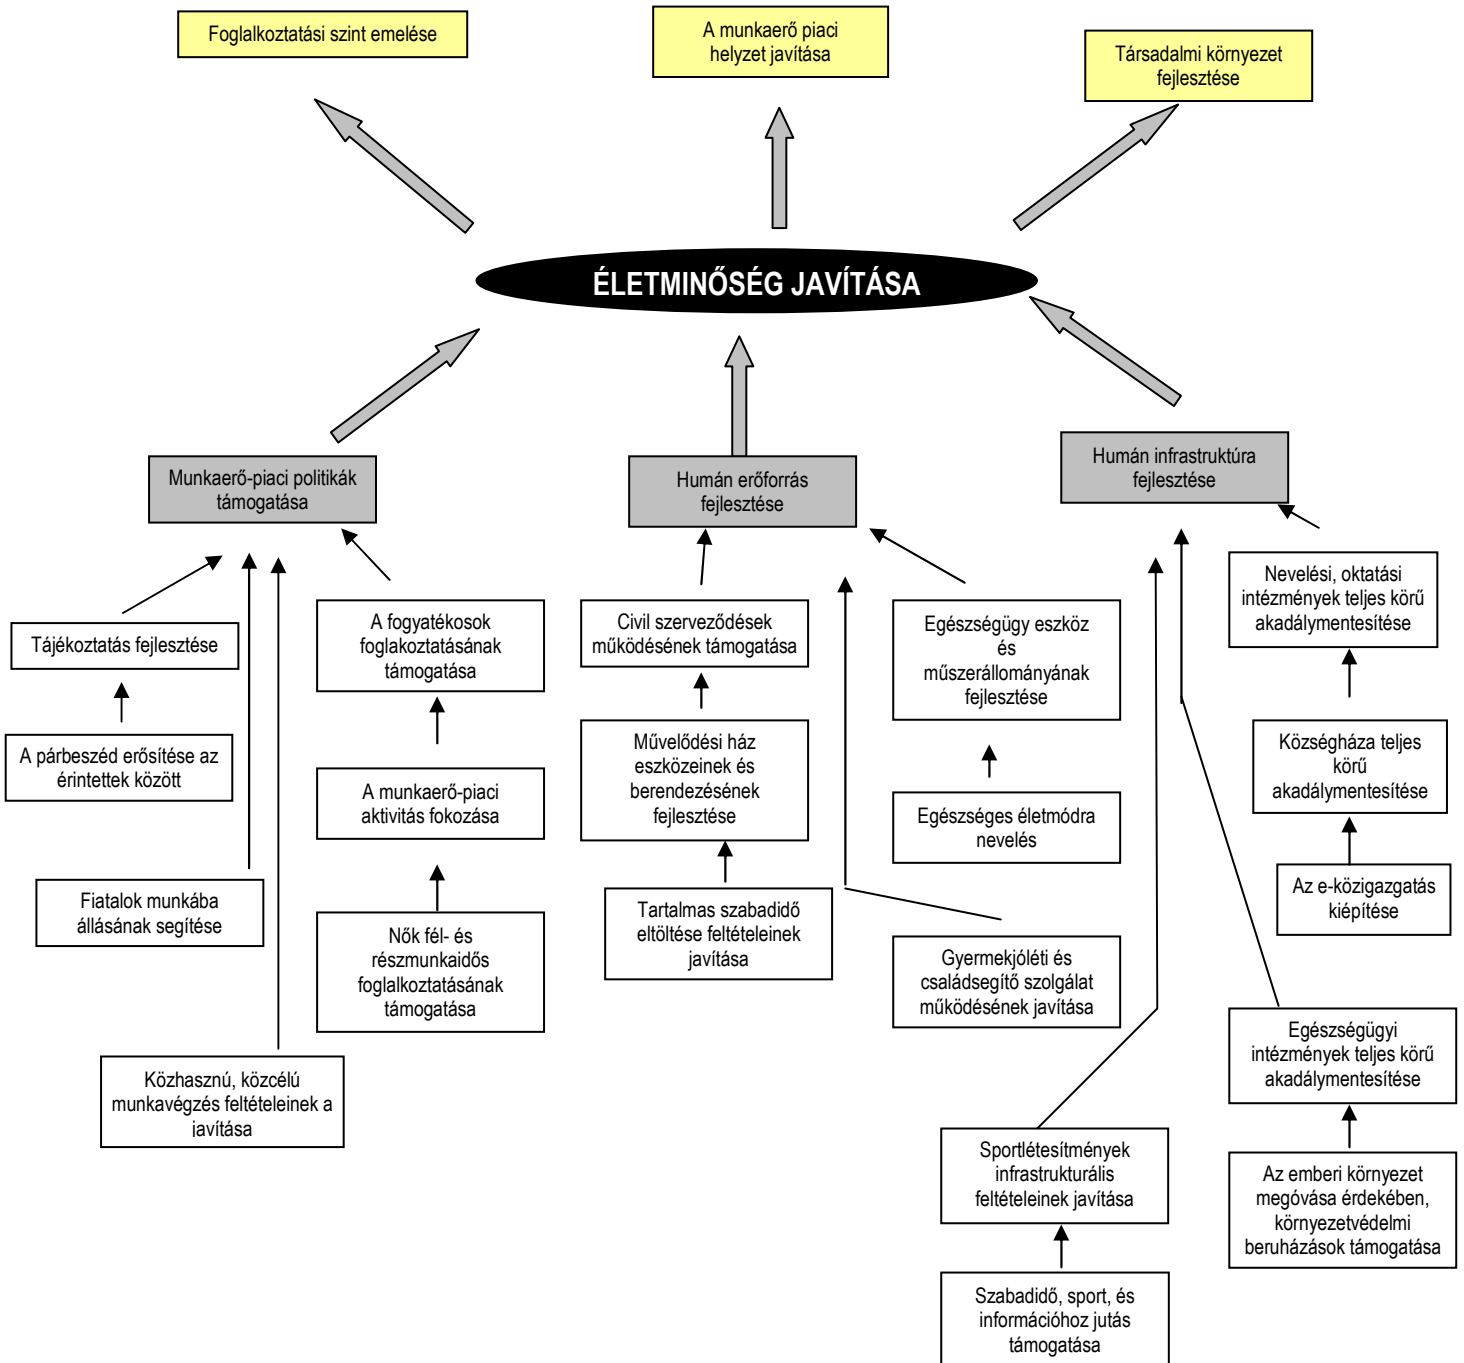 Foglalkoztatási szint emelése
A munkaerő piaci
helyzet javítása
Társadalmi környezet
fejlesztése
ÉLETMINŐSÉG JAVÍTÁSA
Munkaerő-piaci politikák
támogatása
Humán erőforrás
fejlesztése
Humán infrastruktúra
fejlesztése
Tájékoztatás fejlesztése
A párbeszéd erősítése az
érintettek között
Fiatalok munkába
állásának segítése
Közhasznú, közcélú
munkavégzés feltételeinek a
javítása
A fogyatékosok
foglakoztatásának
támogatása
A munkaerő-piaci
aktivitás fokozása
Nők fél- és
részmunkaidős
foglalkoztatásának
támogatása
Civil szerveződések
működésének támogatása
Művelődési ház
eszközeinek és
berendezésének
fejlesztése
Tartalmas szabadidő
eltöltése feltételeinek
javítása
Egészségügy eszköz
és
műszerállományának
fejlesztése
Egészséges életmódra
nevelés
Gyermekjóléti és
családsegítő szolgálat
működésének javítása
Nevelési, oktatási
intézmények teljes körű
akadálymentesítése
Községháza teljes
körű
akadálymentesítése
Az e-közigazgatás
kiépítése
Egészségügyi
intézmények teljes körű
akadálymentesítése
Az emberi környezet
megóvása érdekében,
környezetvédelmi
beruházások támogatása
Sportlétesítmények
infrastrukturális
feltételeinek javítása
Szabadidő, sport, és
információhoz jutás
támogatása